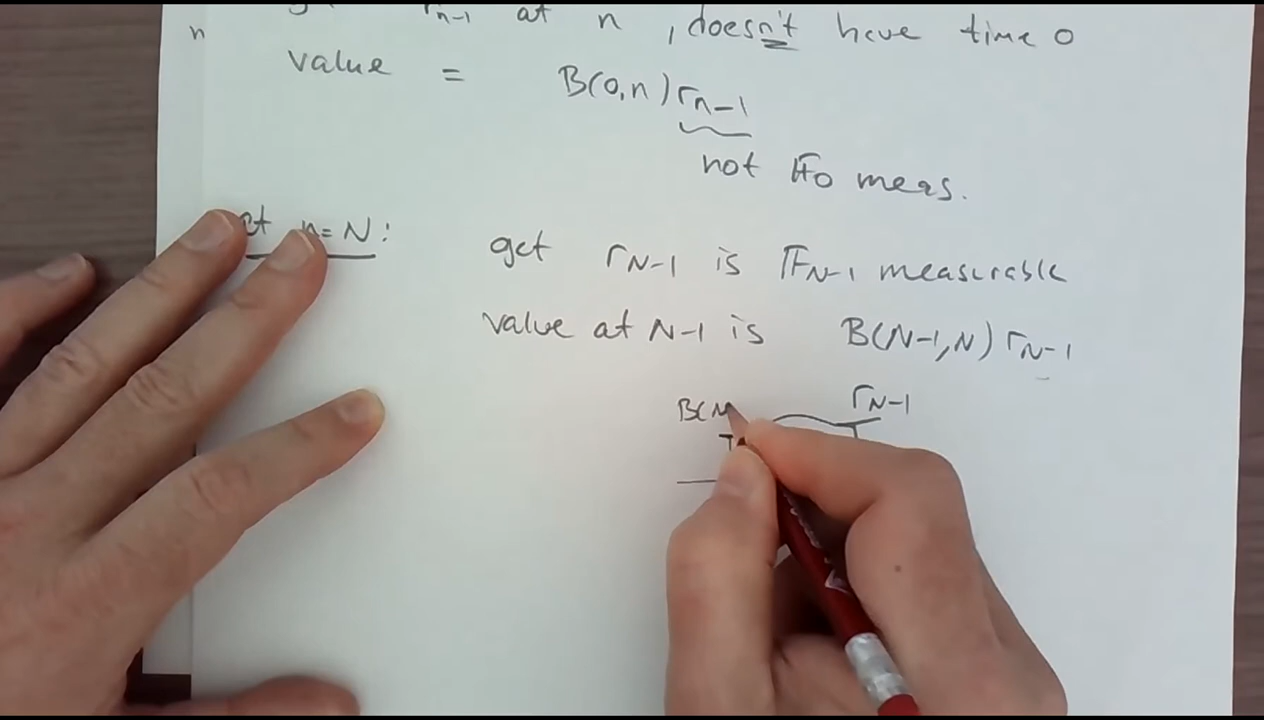 r_{n-1} at n , doesn't have time 0
n
value = B(0,n) r_{n-1}
not F_0 meas.
at n=N: get r_{N-1} is F_{N-1} measurable
value at N-1 is B(N-1,N) r_{N-1}
B(N r_{N-1}